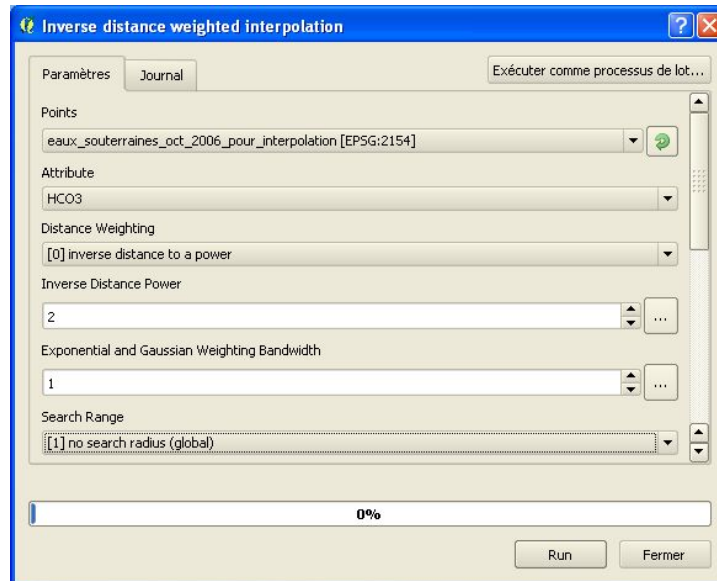 Inverse distance weighted interpolation
Paramètres Journal Exécuter comme processus de lot...
Points
eaux_souterraines_oct_2006_pour_interpolation [EPSG:2154]
Attribute
HCO3
Distance Weighting
[0] inverse distance to a power
Inverse Distance Power
2 ...
Exponential and Gaussian Weighting Bandwidth
1 ...
Search Range
[1] no search radius (global)
0%
Run Fermer